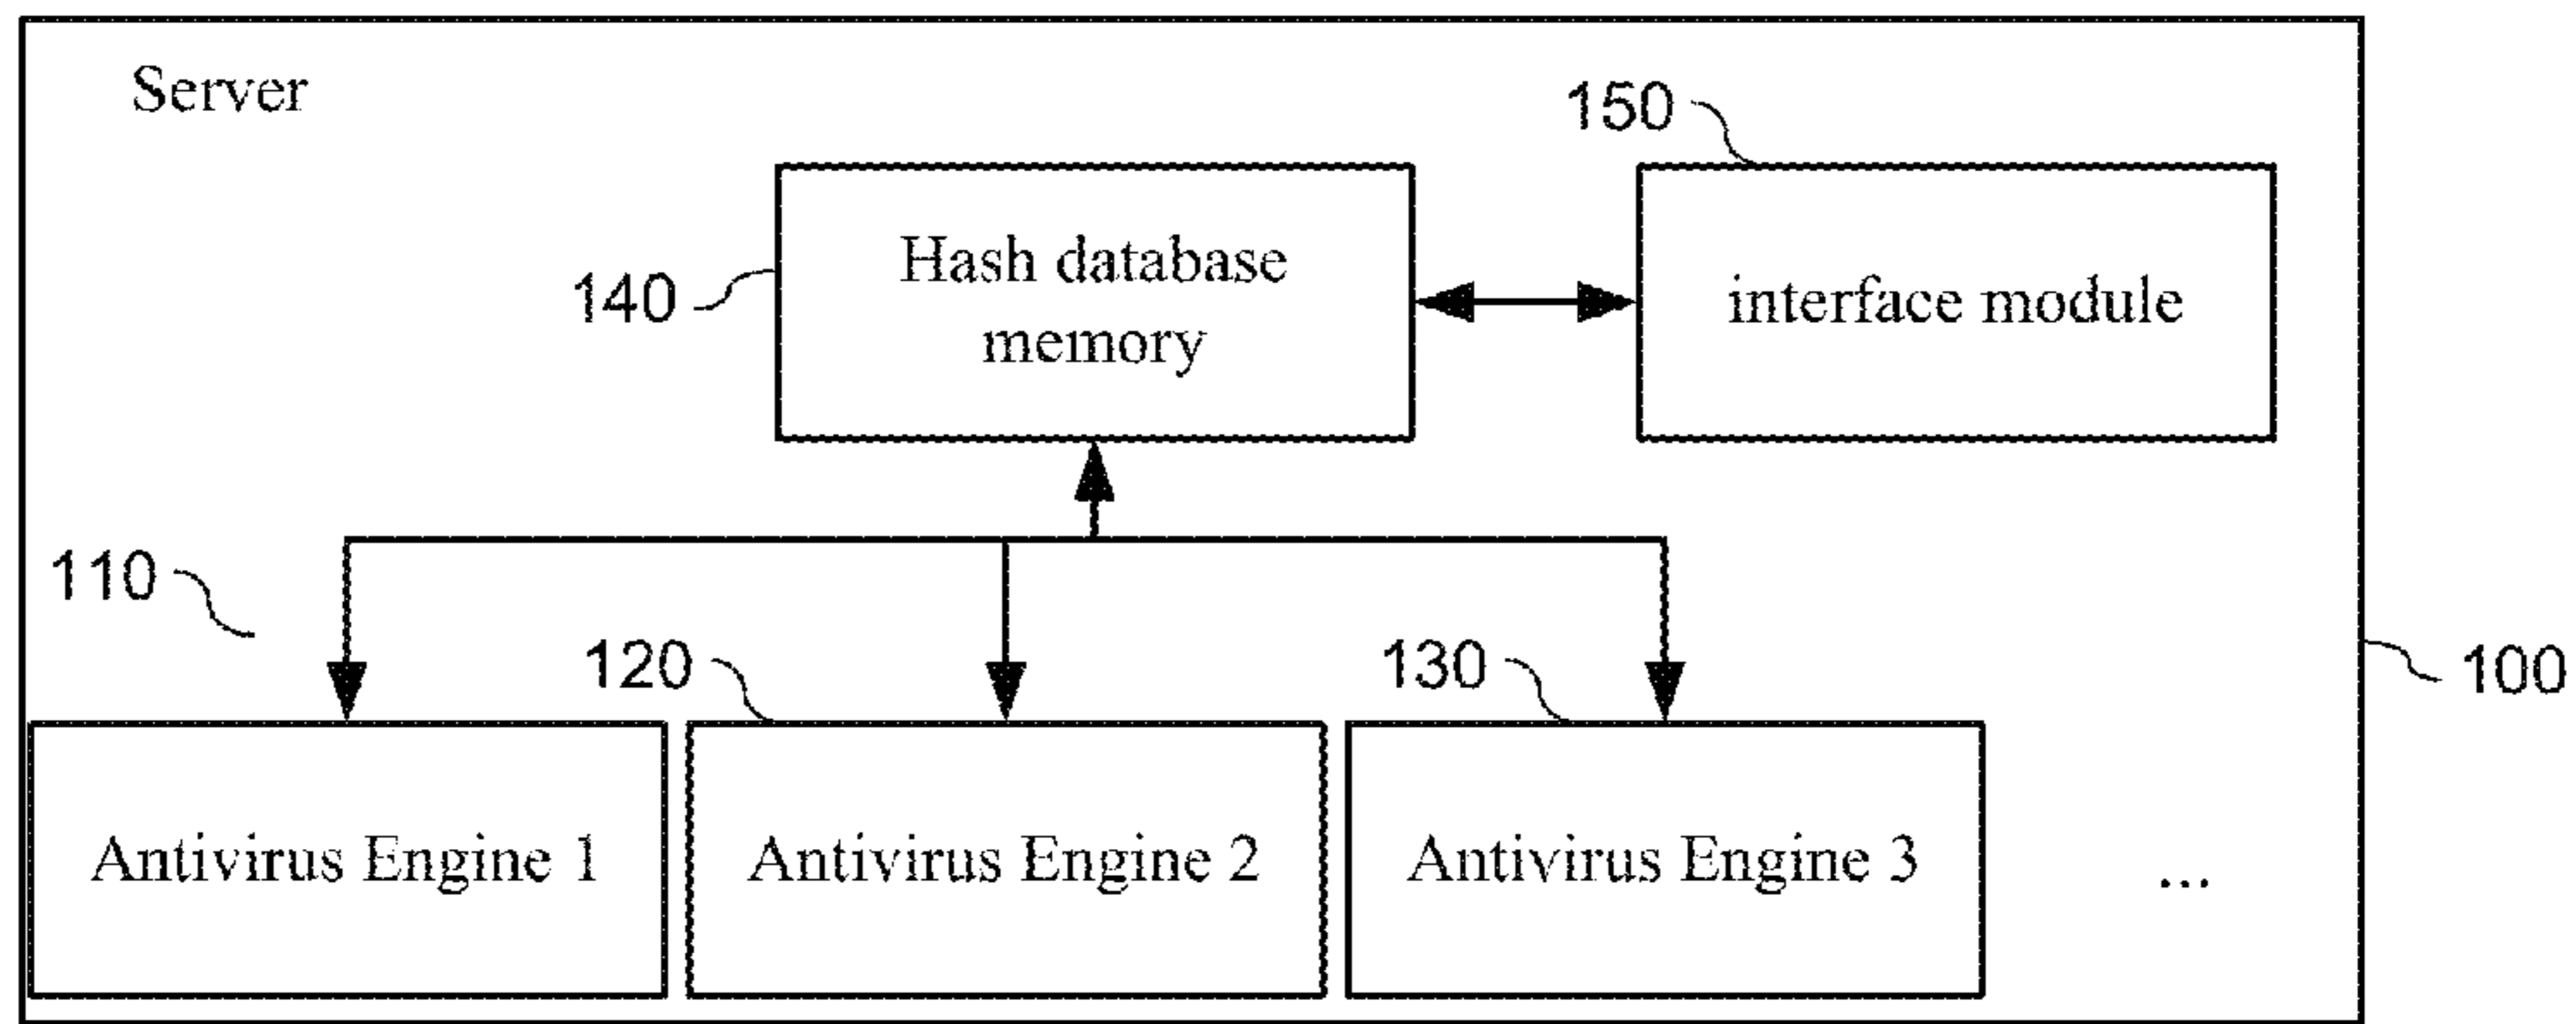 Server
150
Hash database
memory
140
interface module
110
120
130
100
Antivirus Engine 1
Antivirus Engine 2
Antivirus Engine 3
...